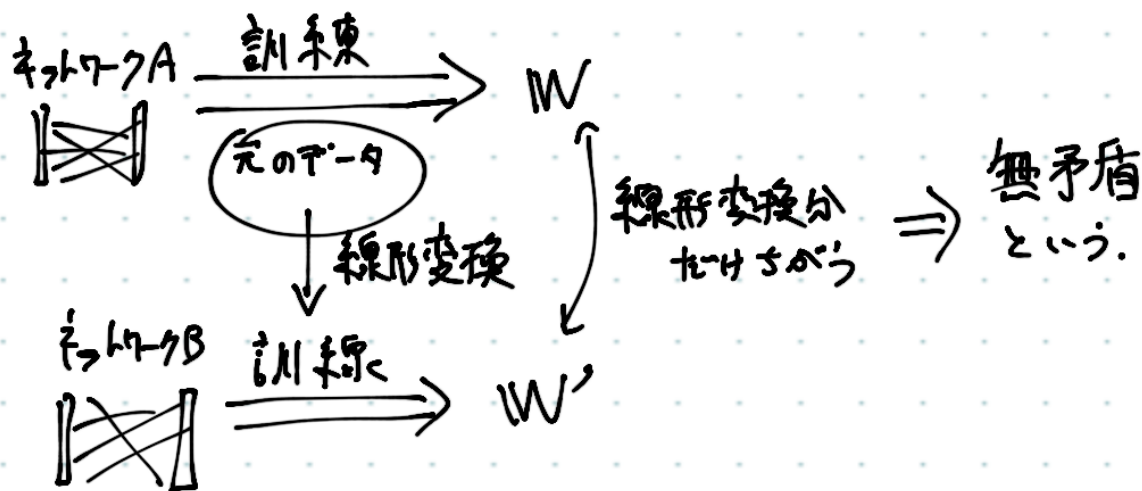 ネットワークA
訓練
W
元のデータ
線形変換
線形変換分
だけちがう
無矛盾
という.
ネットワークB
訓練
W'